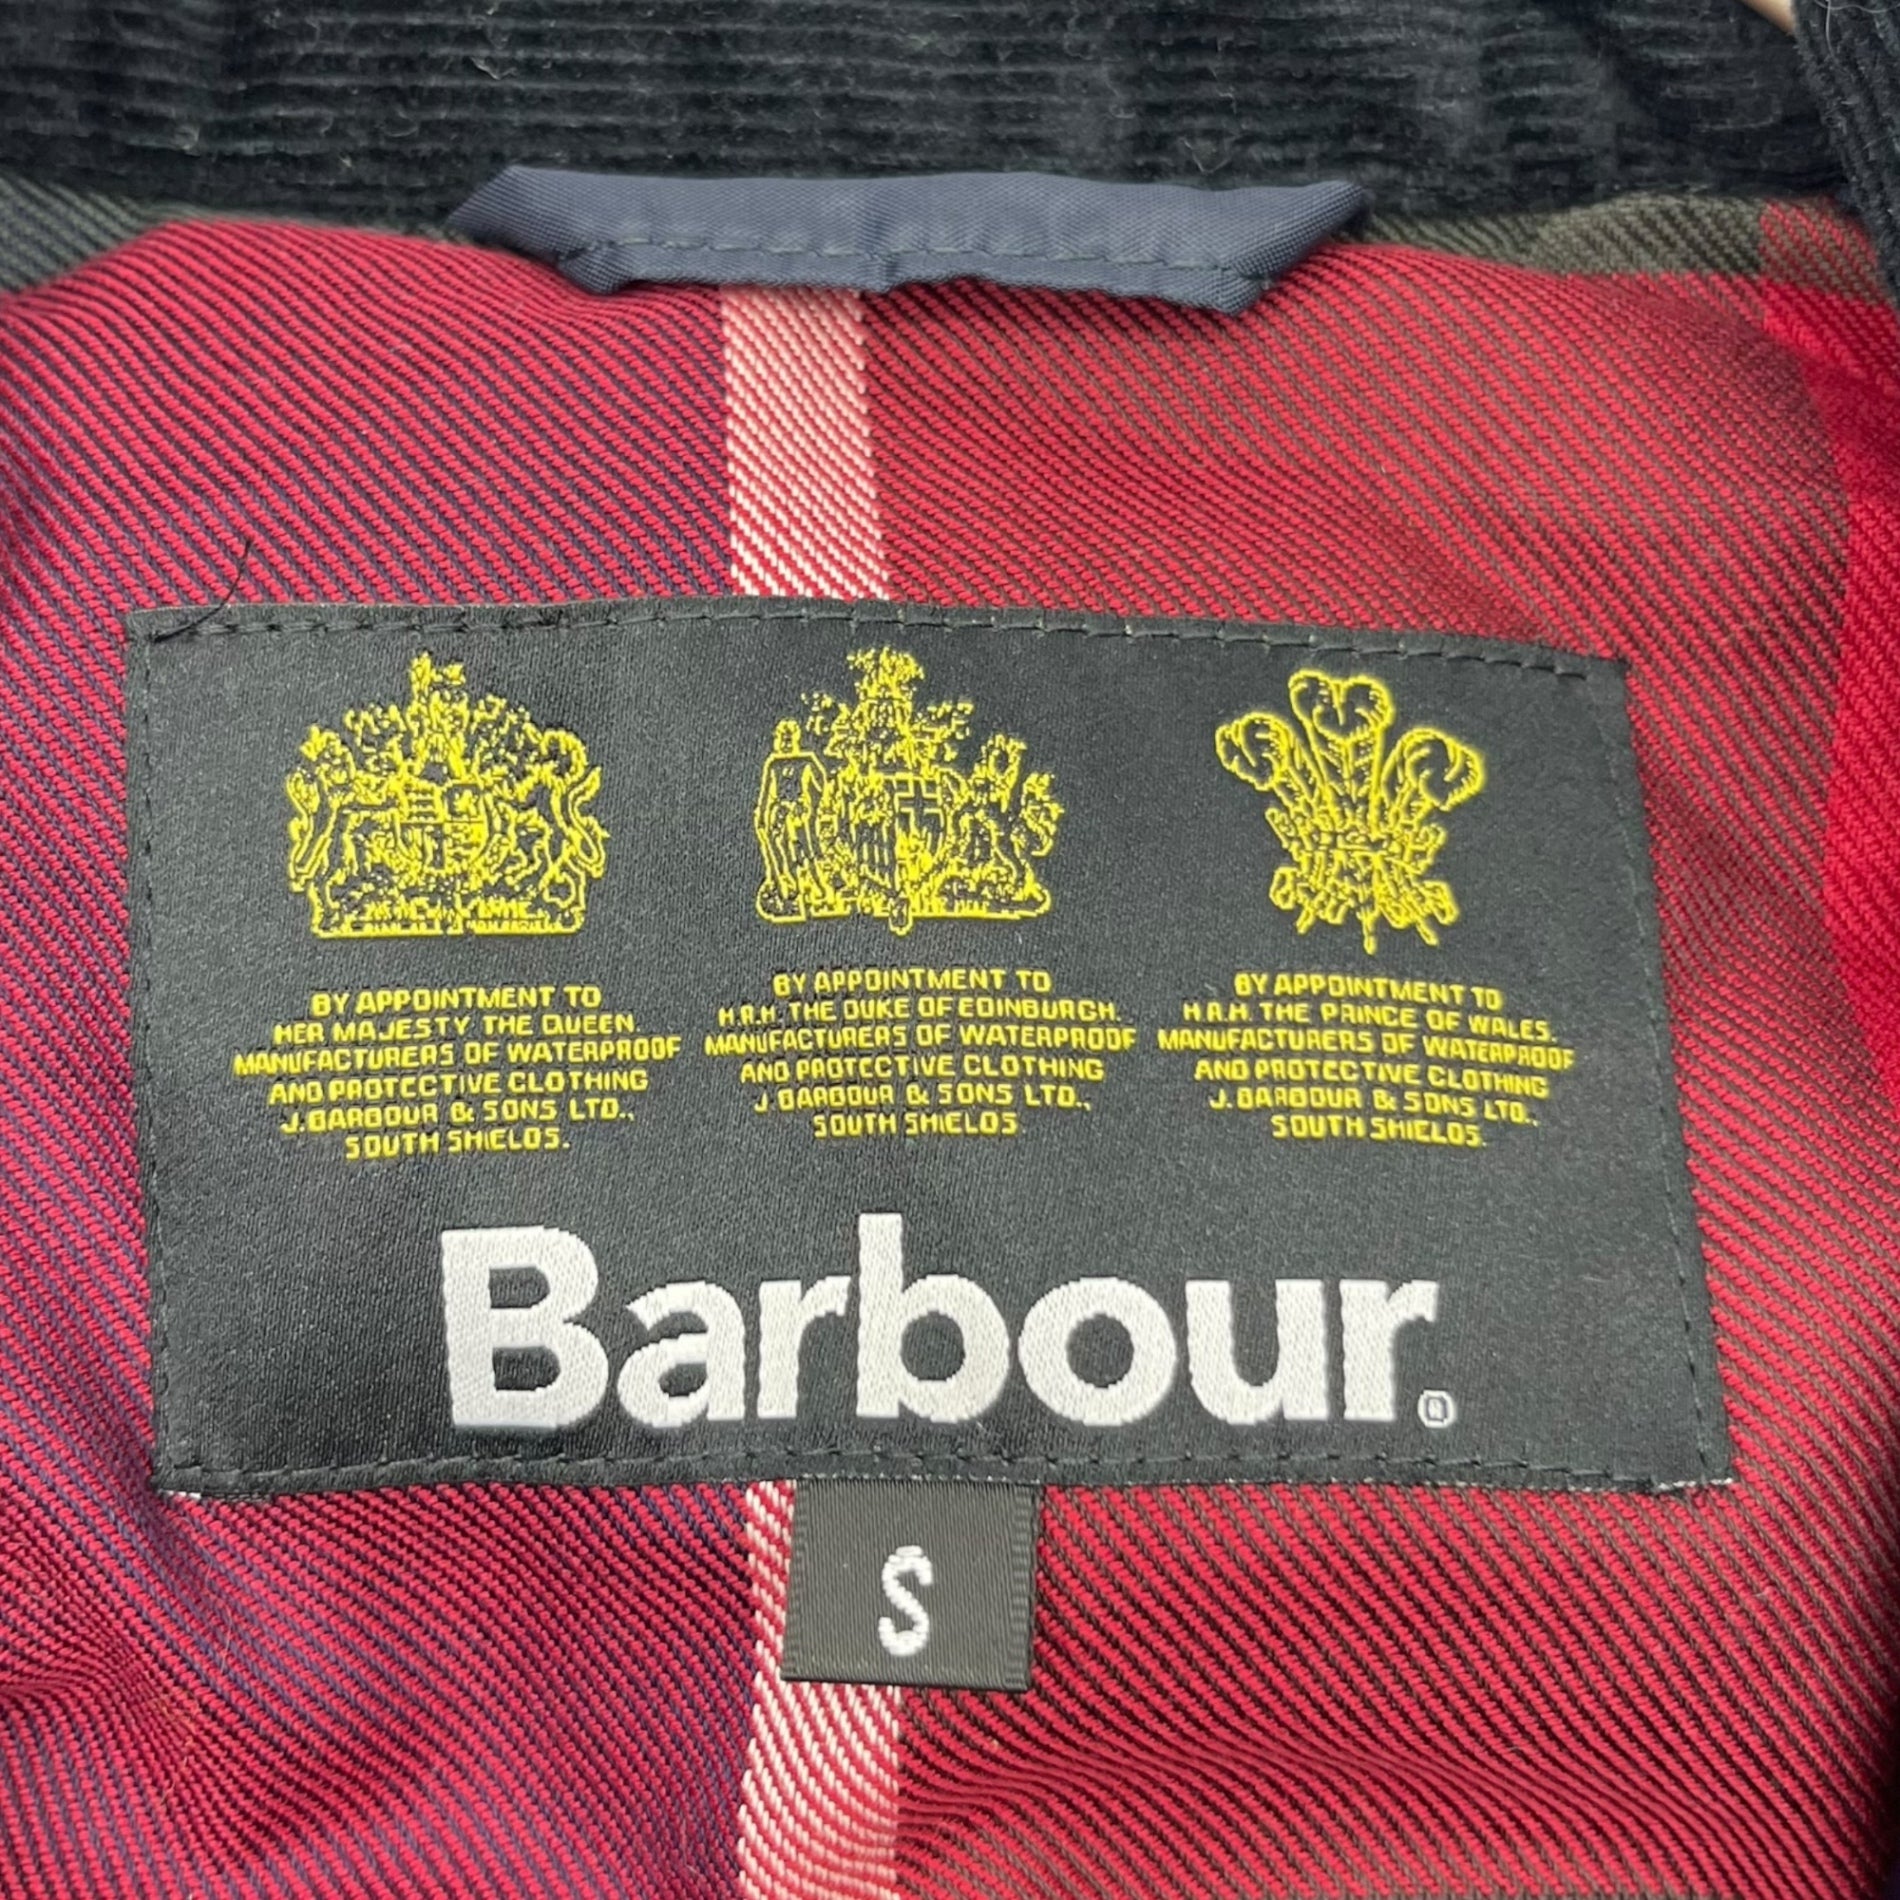 BY APPOINTMENT TO
HER MAJESTY THE QUEEN.
MANUFACTURERS OF WATERPROOF
AND PROTECTIVE CLOTHING
J. BARBOUR & SONS LTD.,
SOUTH SHIELDS.
BY APPOINTMENT TO
H.R.H. THE DUKE OF EDINBURGH.
MANUFACTURERS OF WATERPROOF
AND PROTECTIVE CLOTHING
J. BARBOUR & SONS LTD.,
SOUTH SHIELDS.
BY APPOINTMENT TO
H.R.H. THE PRINCE OF WALES.
MANUFACTURERS OF WATERPROOF
AND PROTECTIVE CLOTHING
J. BARBOUR & SONS LTD.,
SOUTH SHIELDS.
Barbour®
S